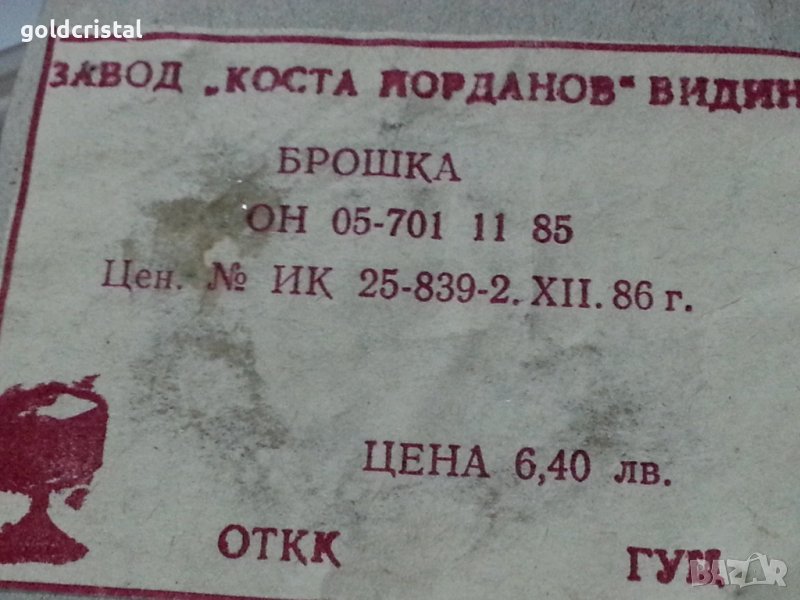 goldcristal
ЗАВОД „КОСТА ЙОРДАНОВ“ ВИДИН
БРОШКА
ОН 05-701 11 85
Цен. № ИК 25-839-2. XII. 86 г.
ЦЕНА 6,40 лв.
ОТКК
ГУМ
BAZAR